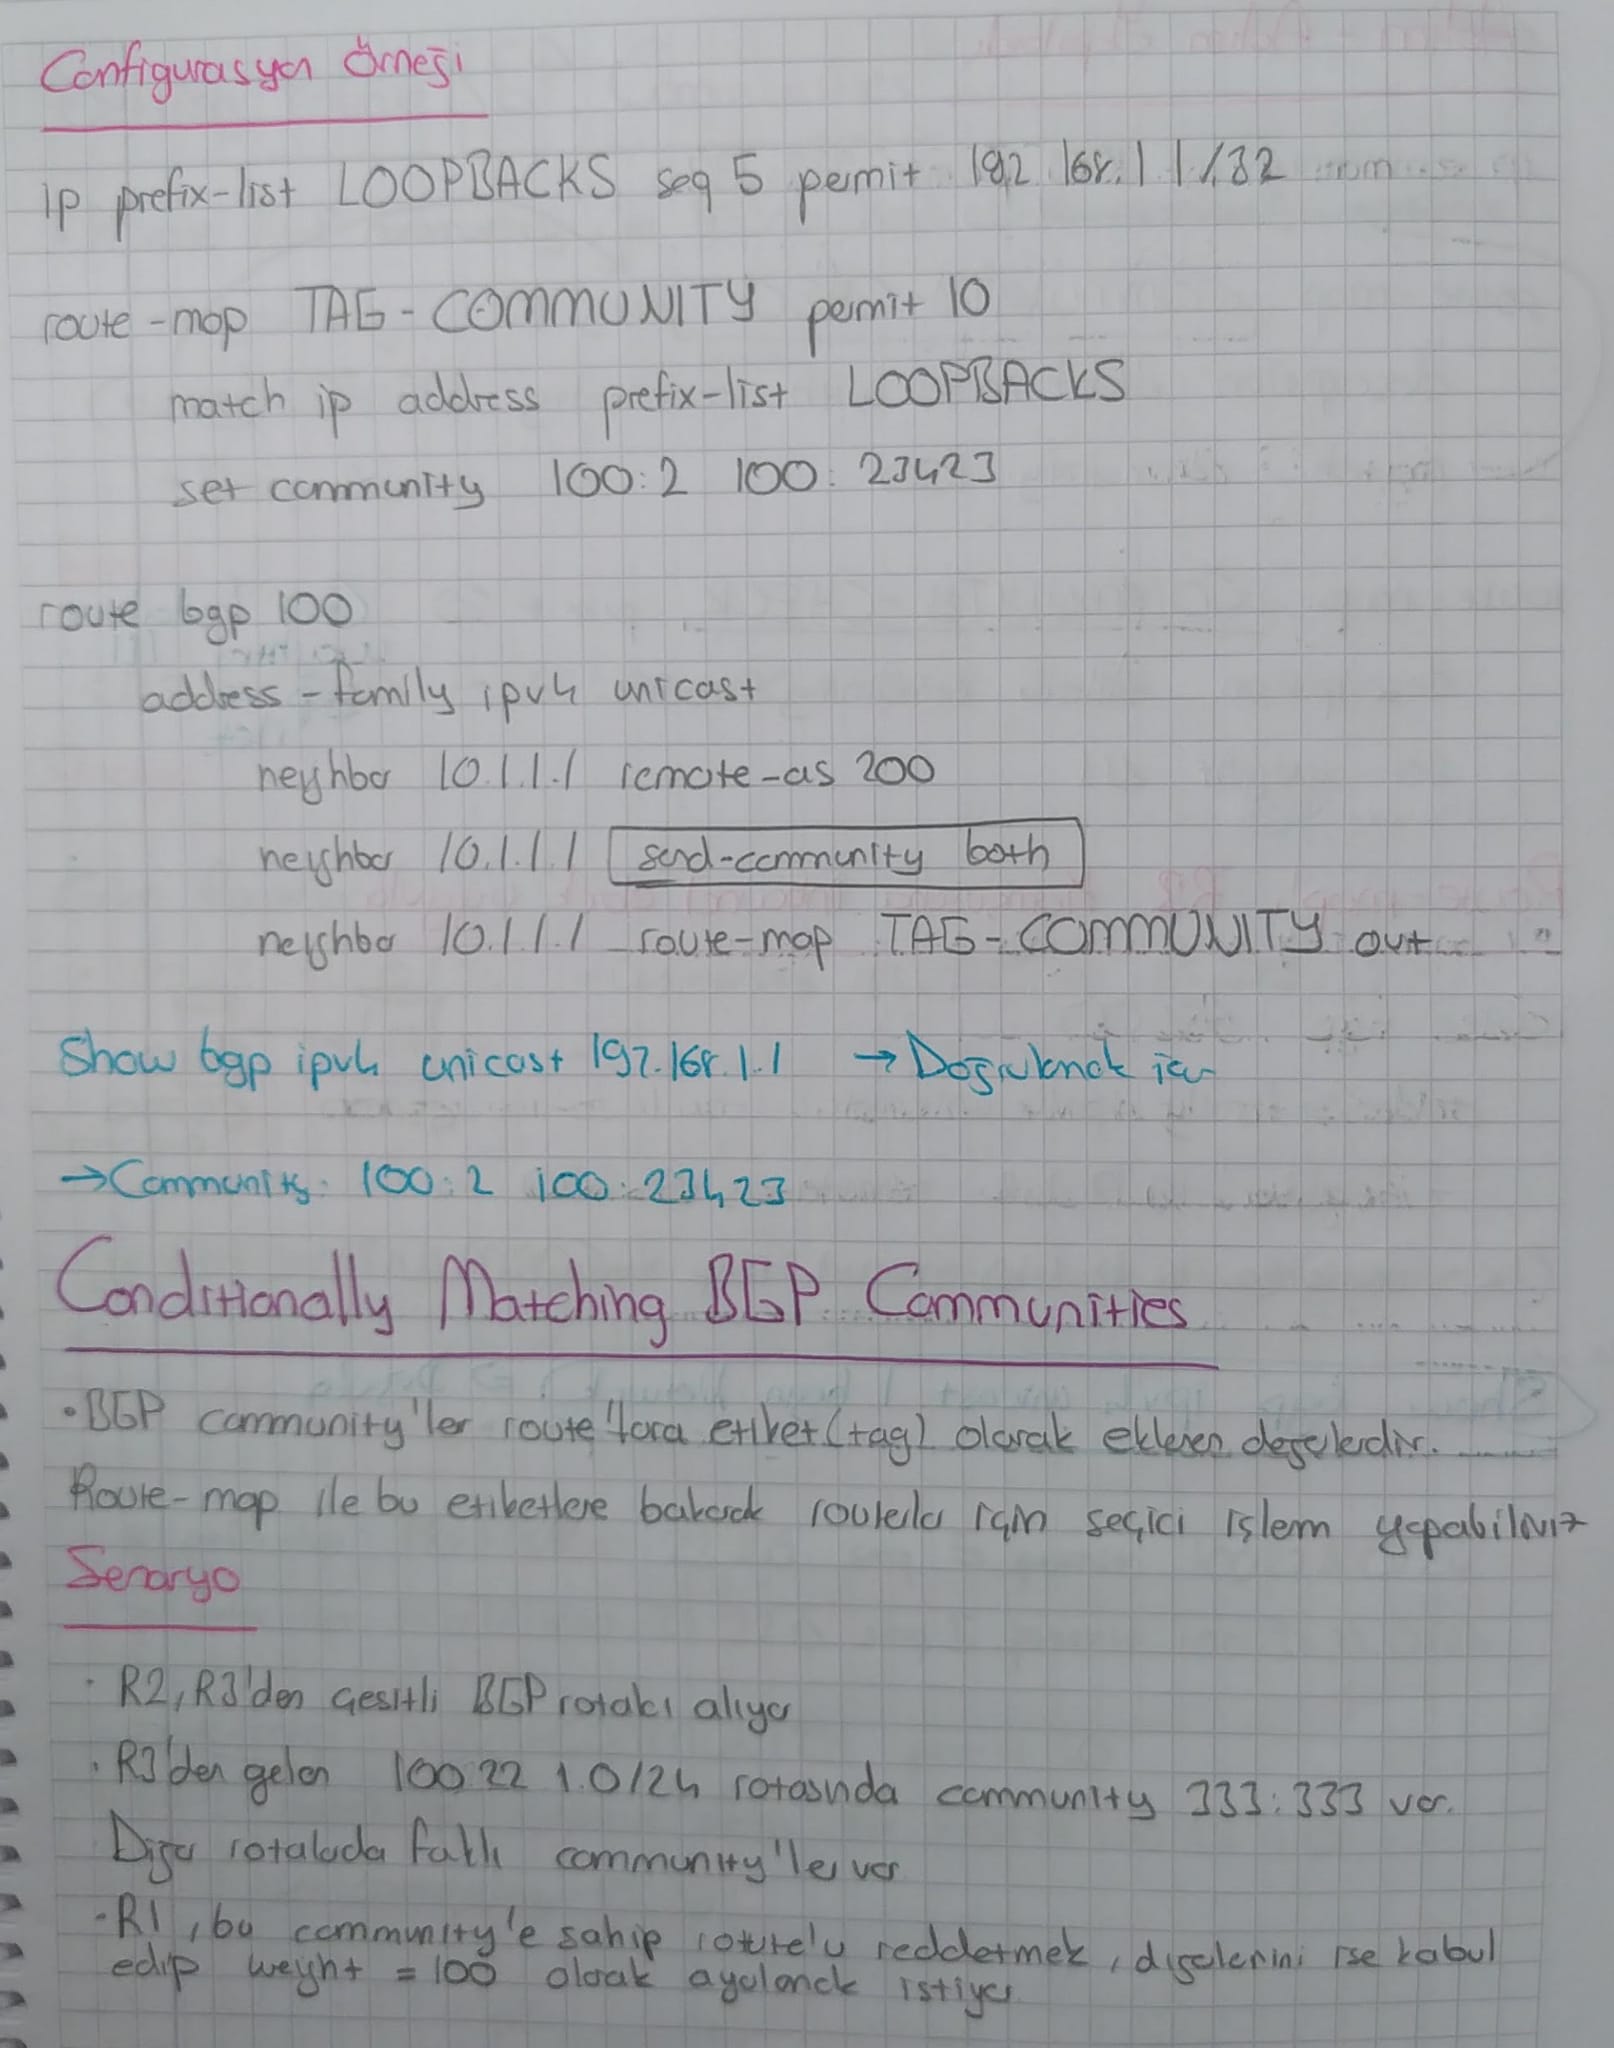 Configurasyon Örneği
ip prefix-list LOOPBACKS seq 5 permit 192.168.1.1/32
route-map TAG-COMMUNITY permit 10
match ip address prefix-list LOOPBACKS
set community 100:2 100:23423
route bgp 100
address-family ipv4 unicast
neighbor 10.1.1.1 remote-as 200
neighbor 10.1.1.1 send-community both
neighbor 10.1.1.1 route-map TAG-COMMUNITY out
Show bgp ipv4 unicast 192.168.1.1 → Doğrulamak için
→ Community: 100:2 100:23423
Conditionally Matching BGP Communities
• BGP community'ler route'lara etiket (tag) olarak eklenen değerlerdir.
Route-map ile bu etiketlere bakarak routelar için seçici işlem yapabiliriz
Senaryo
· R2, R3'den çeşitli BGP rotaları alıyor
· R3'den gelen 100 22 1.0/24 rotasında community 333:333 var.
Diğer rotalarda farklı community'ler var
- R1, bu community'e sahip route'u reddetmek, diğerlerini ise kabul
edip weight = 100 olarak ayarlamak istiyor